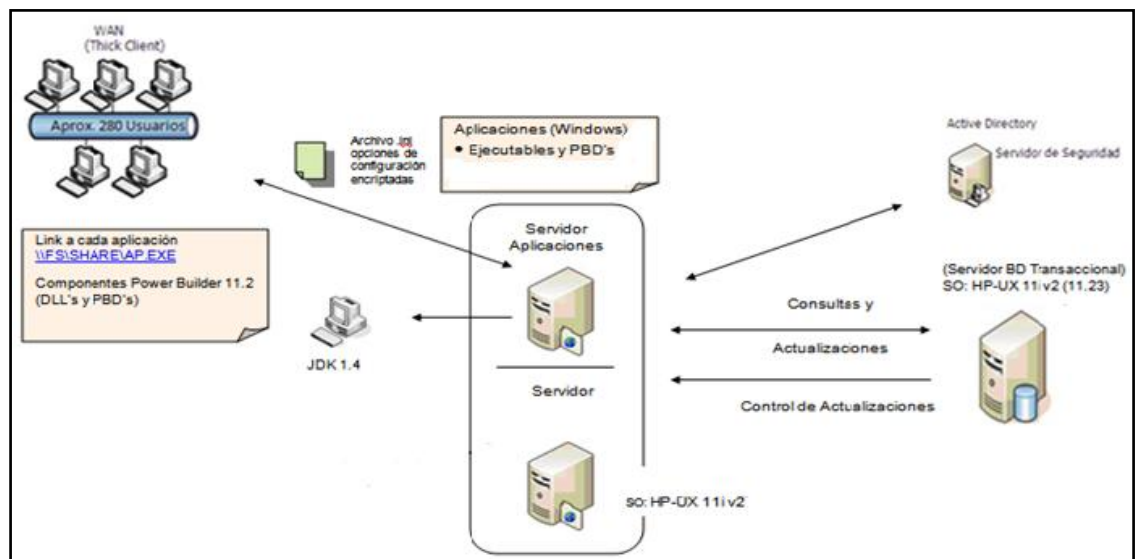 WAN
(Thick Client)
Aprox. 280 Usuarios
Archivo .ini
opciones de
configuración
encriptadas
Aplicaciones (Windows)
• Ejecutables y PBD's
Active Directory
Servidor de Seguridad
Link a cada aplicación
\\FS\SHARE\AP.EXE
Componentes Power Builder 11.2
(DLL's y PBD's)
Servidor
Aplicaciones
JDK 1.4
Servidor
SO: HP-UX 11i v2
(Servidor BD Transaccional)
SO: HP-UX 11i v2 (11.23)
Consultas y
Actualizaciones
Control de Actualizaciones